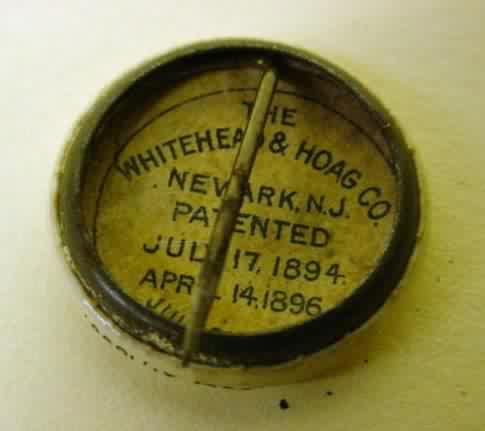 THE
WHITEHEAD & HOAG CO.
NEWARK, N.J.
PATENTED
JULY 17, 1894.
APRIL 14, 1896